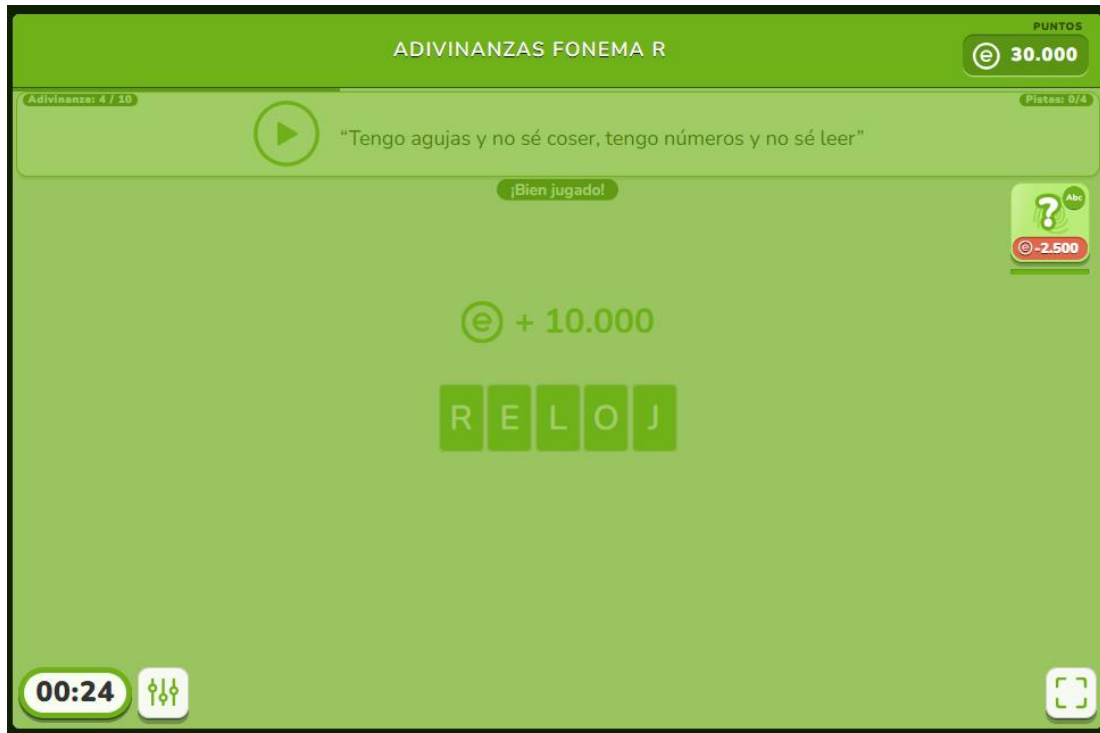 PUNTOS
ADIVINANZAS FONEMA R
e 30.000
Adivinanza: 4 / 10
Pistas: 0/4
“Tengo agujas y no sé coser, tengo números y no sé leer”
¡Bien jugado!
Abc
?
e -2.500
e + 10.000
RELOJ
00:24